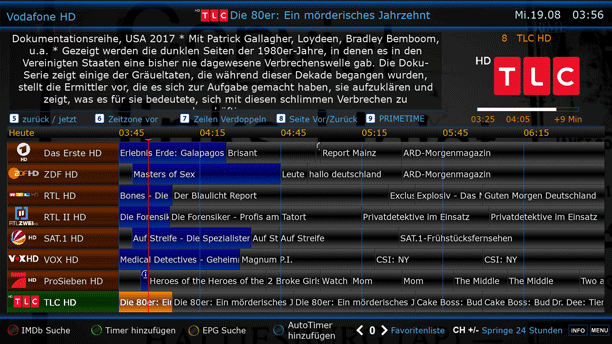 Vodafone HD
HD TLC Die 80er: Ein mörderisches Jahrzehnt
Mi.19.08 03:56
Dokumentationsreihe, USA 2017 * Mit Patrick Gallagher, Loydeen, Bradley Bemboom,
u.a. * Gezeigt werden die dunklen Seiten der 1980er-Jahre, in denen es in den
Vereinigten Staaten eine bis nie dagewesene Verbrechenswelle gab. Die Doku-
Serie zeigt einige der Gräueltaten, die während dieser Dekade begangen wurden,
stellt die Ermittler vor, die es sich zur Aufgabe gemacht haben, sie aufzuklären und
zeigt, was es für sie bedeutete, sich mit diesen schlimmen Verbrechen zu
8 TLC HD
HD TLC
03:25 04:05 +9 Min
5 zurück / jetzt 6 Zeitzone vor 7 Zeilen Verdoppeln 8 Seite Vor/Zurück 9 PRIMETIME
Heute 03:45 04:15 04:45 05:15 05:45 06:15
Das Erste HD Erlebnis Erde: Galapagos Brisant Report Mainz ARD-Morgenmagazin
ZDF HD Masters of Sex Leute hallo deutschland ARD-Morgenmagazin
RTL HD Bones - Die Der Blaulicht Report Exclus Explosiv - Das M Guten Morgen Deutschland
RTL II HD Die Forensik Die Forensiker - Profis am Tatort Privatdetektive im Einsatz Privatdetektive im Einsatz
SAT.1 HD Auf Streife - Die Spezialisten Auf St Auf Streife SAT.1-Frühstücksfernsehen
VOX HD Medical Detectives - Geheim Magnum P.I. CSI: NY CSI: NY
ProSieben HD Heroes of the Heroes of the 2 Broke Girls Watch Mom Mom The Middle The Middle Two a
TLC HD Die 80er: Ein Die 80er: Ein mörderisches J Die 80er: Ein mörderisches J Cake Boss: Bud Cake Boss: Bud Dr. Dee: Tier
IMDb Suche Timer hinzufügen EPG Suche AutoTimer
hinzufügen
0 Favoritenliste CH +/- Springe 24 Stunden INFO MENU